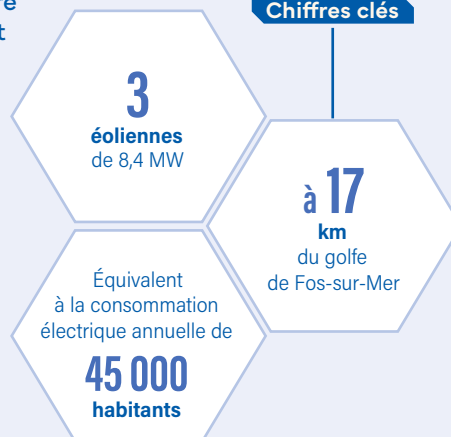 re
t
Chiffres clés
3
éoliennes
de 8,4 MW
à 17
km
du golfe
de Fos-sur-Mer
Équivalent
à la consommation
électrique annuelle de
45 000
habitants